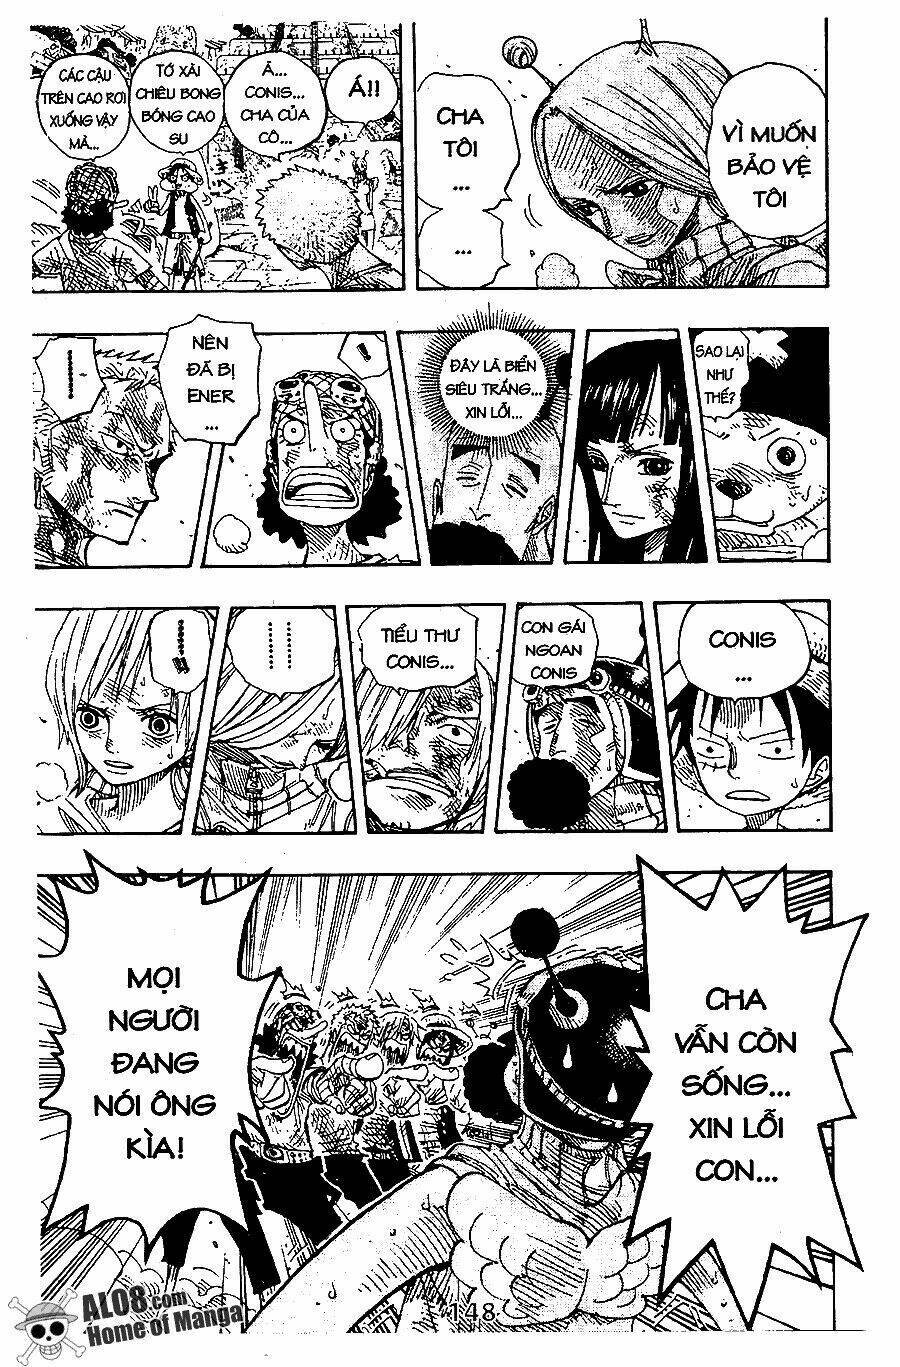 VÌ MUỐN
BẢO VỆ
TÔI
CHA
TÔI
...
...
Á!!
À...
CONIS...
CHA CỦA
CÔ...
TỚ XÀI
CHIÊU BONG
BÓNG CAO
SU
CÁC CẬU
TRÊN CAO RƠI
XUỐNG VẬY
MÀ...
SAO LẠI
NHƯ
THẾ?
ĐÂY LÀ BIỂN
SIÊU TRẮNG...
XIN LỖI...
!!
NÊN
ĐÃ BỊ
ENER
...
CONIS
...
CON GÁI
NGOAN
CONIS
TIỂU THƯ
CONIS...
CHA
VẪN CÒN
SỐNG...
XIN LỖI
CON...
MỌI
NGƯỜI
ĐANG
NÓI ÔNG
KÌA!
148
ALO8.com
Home of Manga